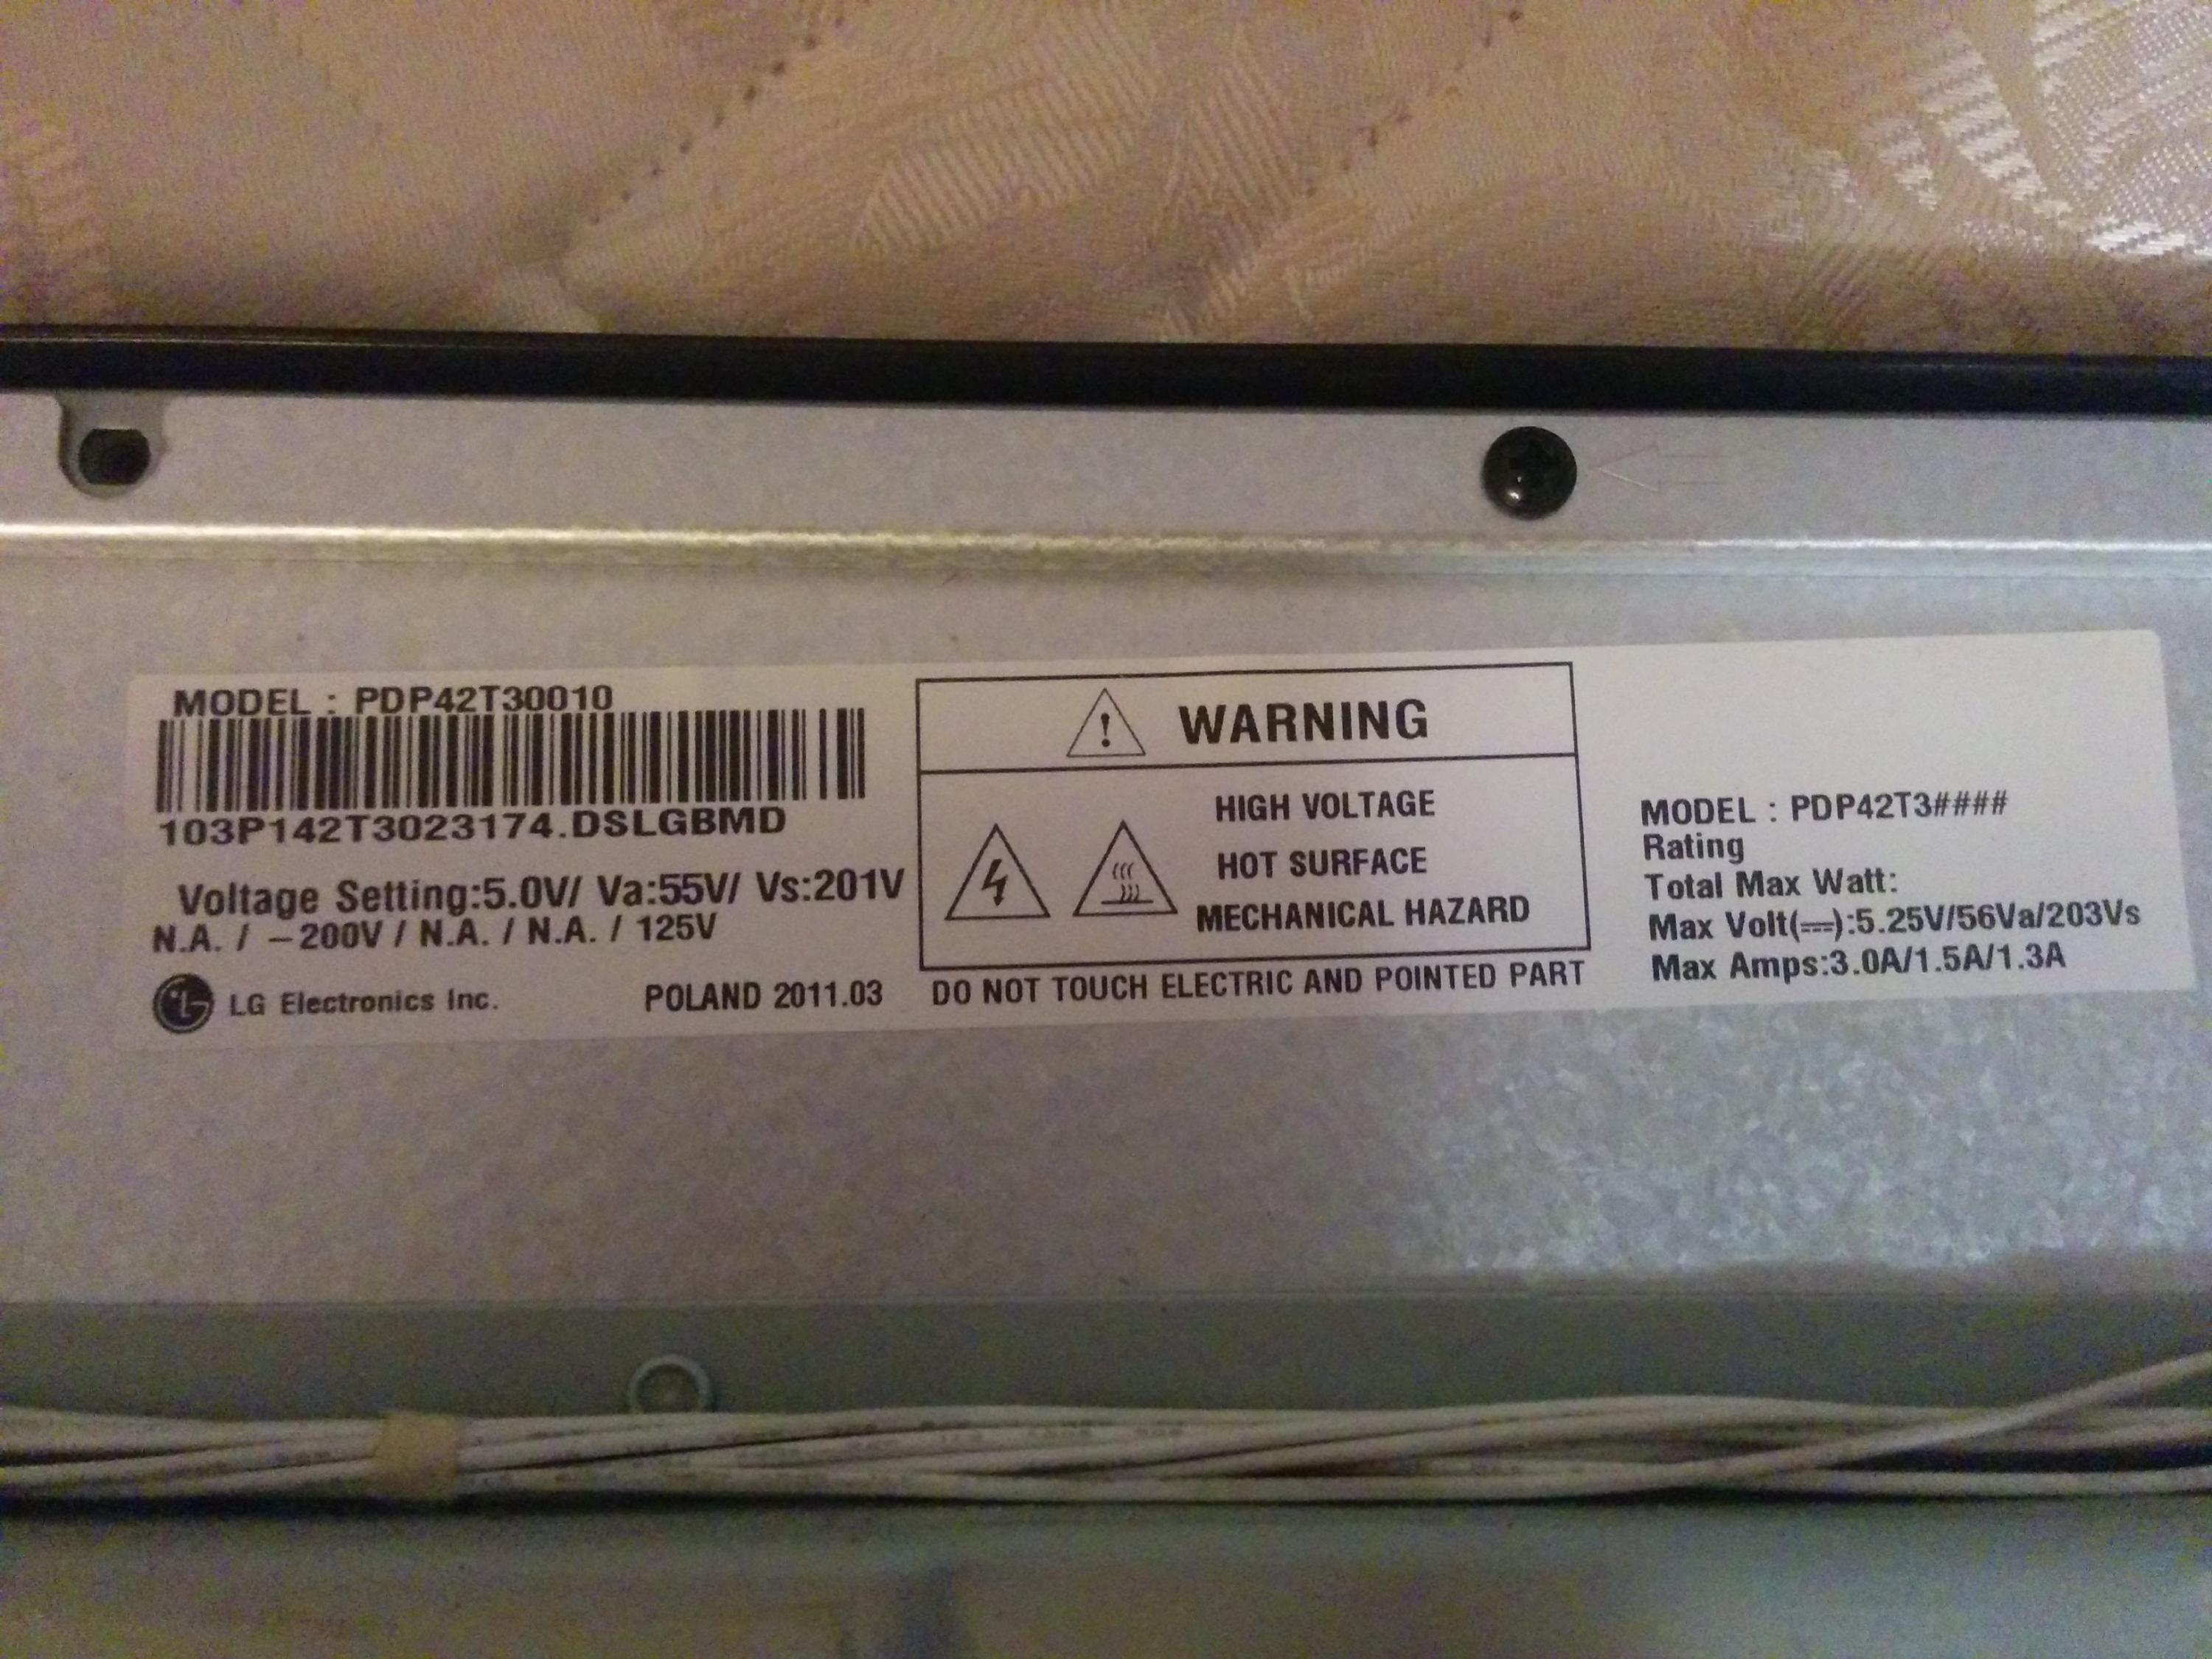 MODEL : PDP42T30010
103P142T3023174.DSLGBMD
Voltage Setting:5.0V/ Va:55V/ Vs:201V
N.A. / -200V / N.A. / N.A. / 125V
LG Electronics Inc.
POLAND 2011.03
WARNING
HIGH VOLTAGE
HOT SURFACE
MECHANICAL HAZARD
DO NOT TOUCH ELECTRIC AND POINTED PART
MODEL : PDP42T3####
Rating
Total Max Watt:
Max Volt(⎓):5.25V/56Va/203Vs
Max Amps:3.0A/1.5A/1.3A